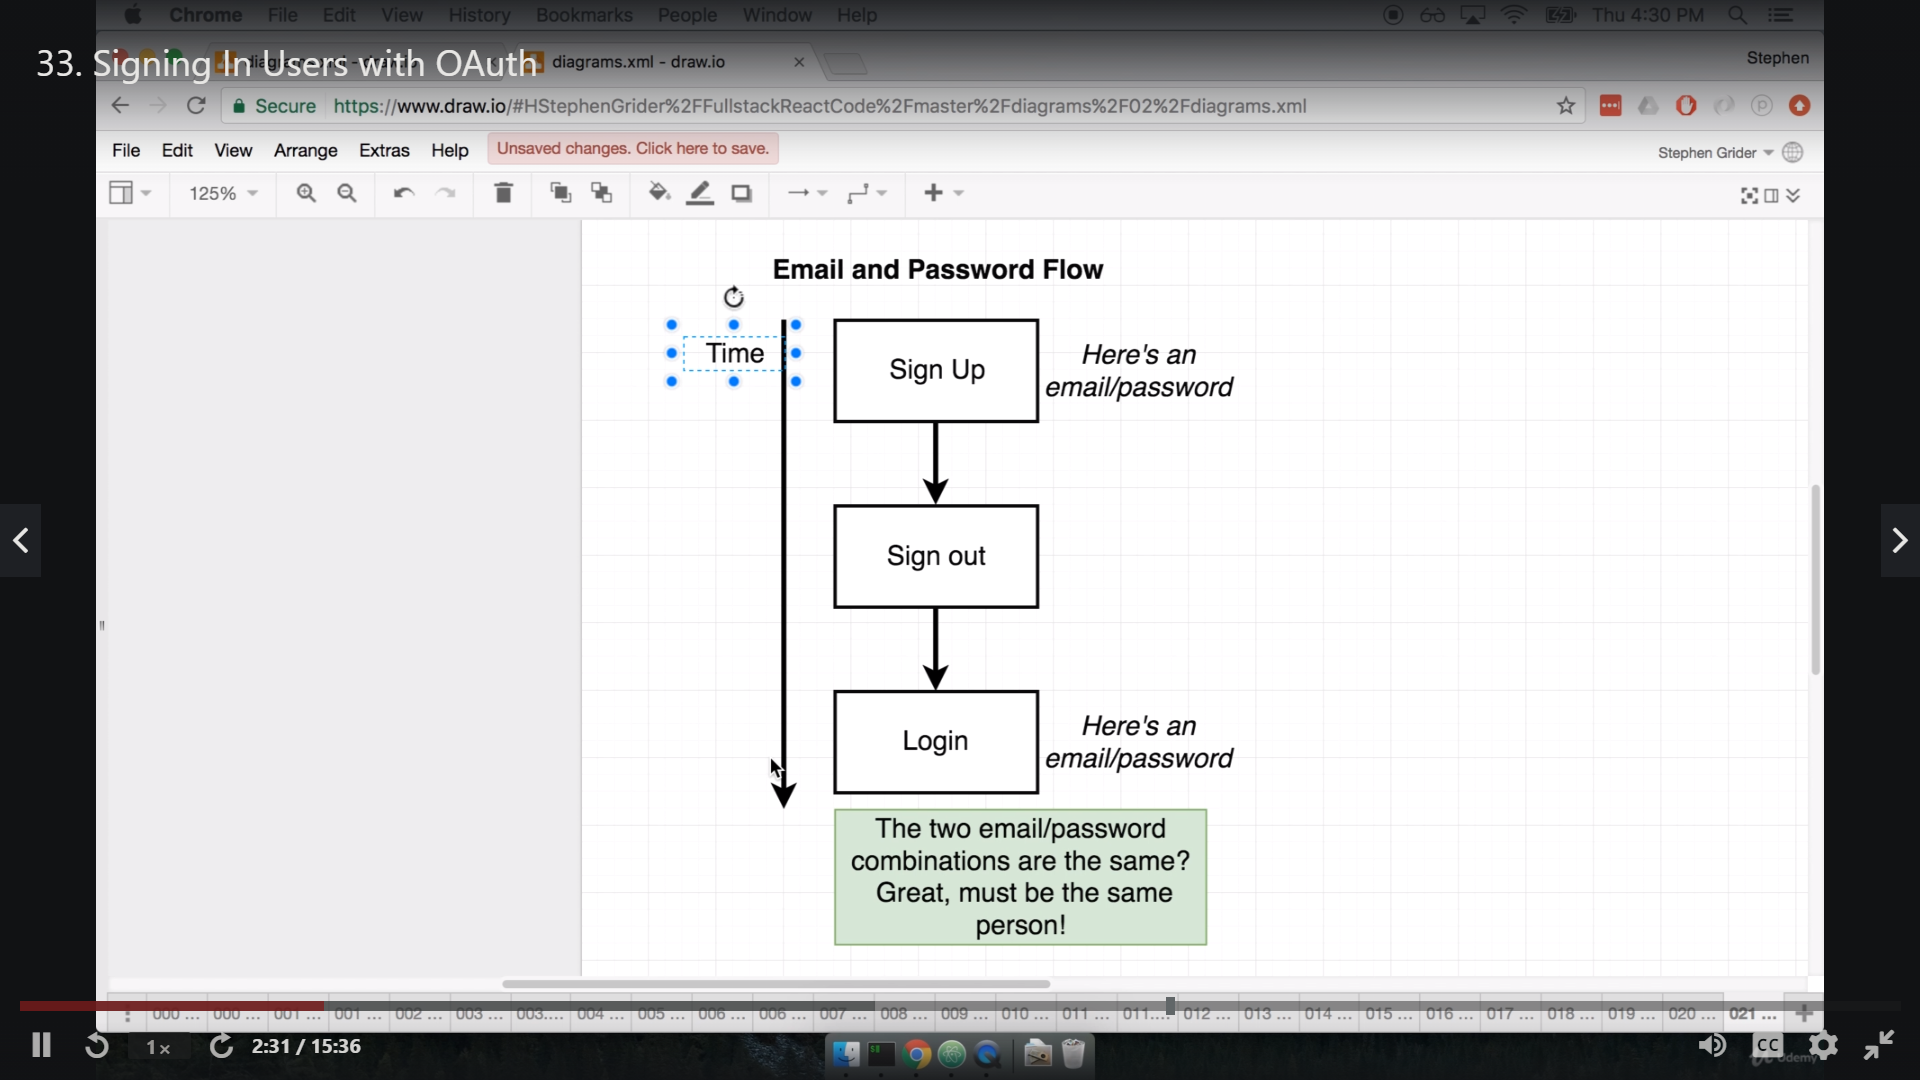 Chrome File Edit View History Bookmarks People Window Help Thu 4:30 PM
33. Signing In Users with OAuth
diagrams.xml - draw.io
Stephen
Secure https://www.draw.io/#HStephenGrider%2FFullstackReactCode%2Fmaster%2Fdiagrams%2F02%2Fdiagrams.xml
File Edit View Arrange Extras Help Unsaved changes. Click here to save.
Stephen Grider
125%
Email and Password Flow
Time
Sign Up
Here's an
email/password
Sign out
Login
Here's an
email/password
The two email/password
combinations are the same?
Great, must be the same
person!
000 ... 000 ... 001 ... 001 ... 002 ... 003 ... 003.... 004 ... 005 ... 006 ... 006 ... 007 ... 008 ... 009 ... 010 ... 011 ... 011.... 012 ... 013 ... 014 ... 015 ... 016 ... 017 ... 018 ... 019 ... 020 ... 021 ...
1x 2:31 / 15:36
CC
Udemy